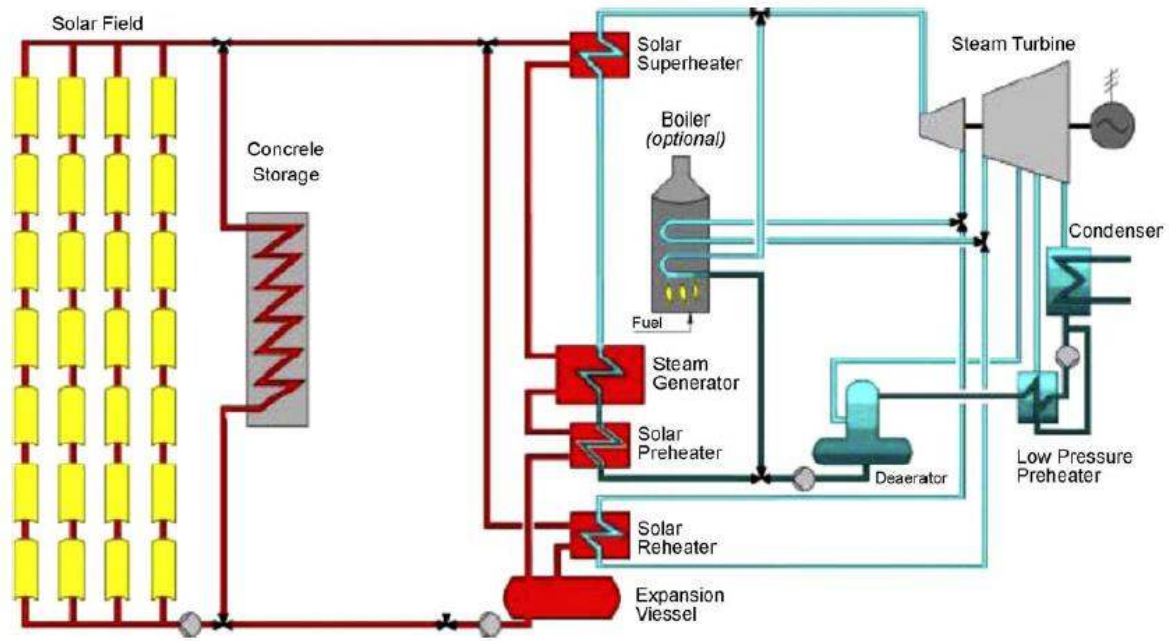 Solar Field
Solar
Superheater
Steam Turbine
Boiler
(optional)
Concrele
Storage
Condenser
Fuel
Steam
Generator
Solar
Preheater
Low Pressure
Preheater
Deaerator
Solar
Reheater
Expansion
Viessel